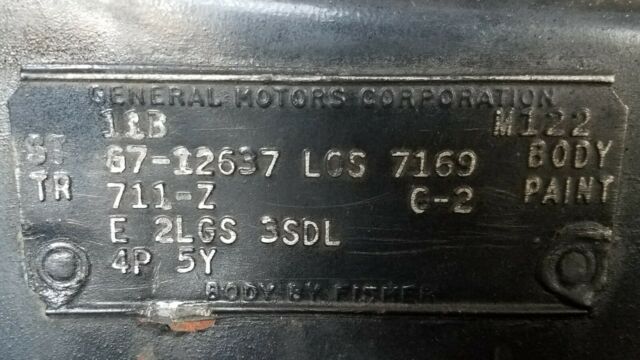 GENERAL MOTORS CORPORATION
11B M122
ST 67-12637 LOS 7169 BODY
TR 711-Z C-2 PAINT
E 2LGS 3SDL
4P 5Y
BODY BY FISHER